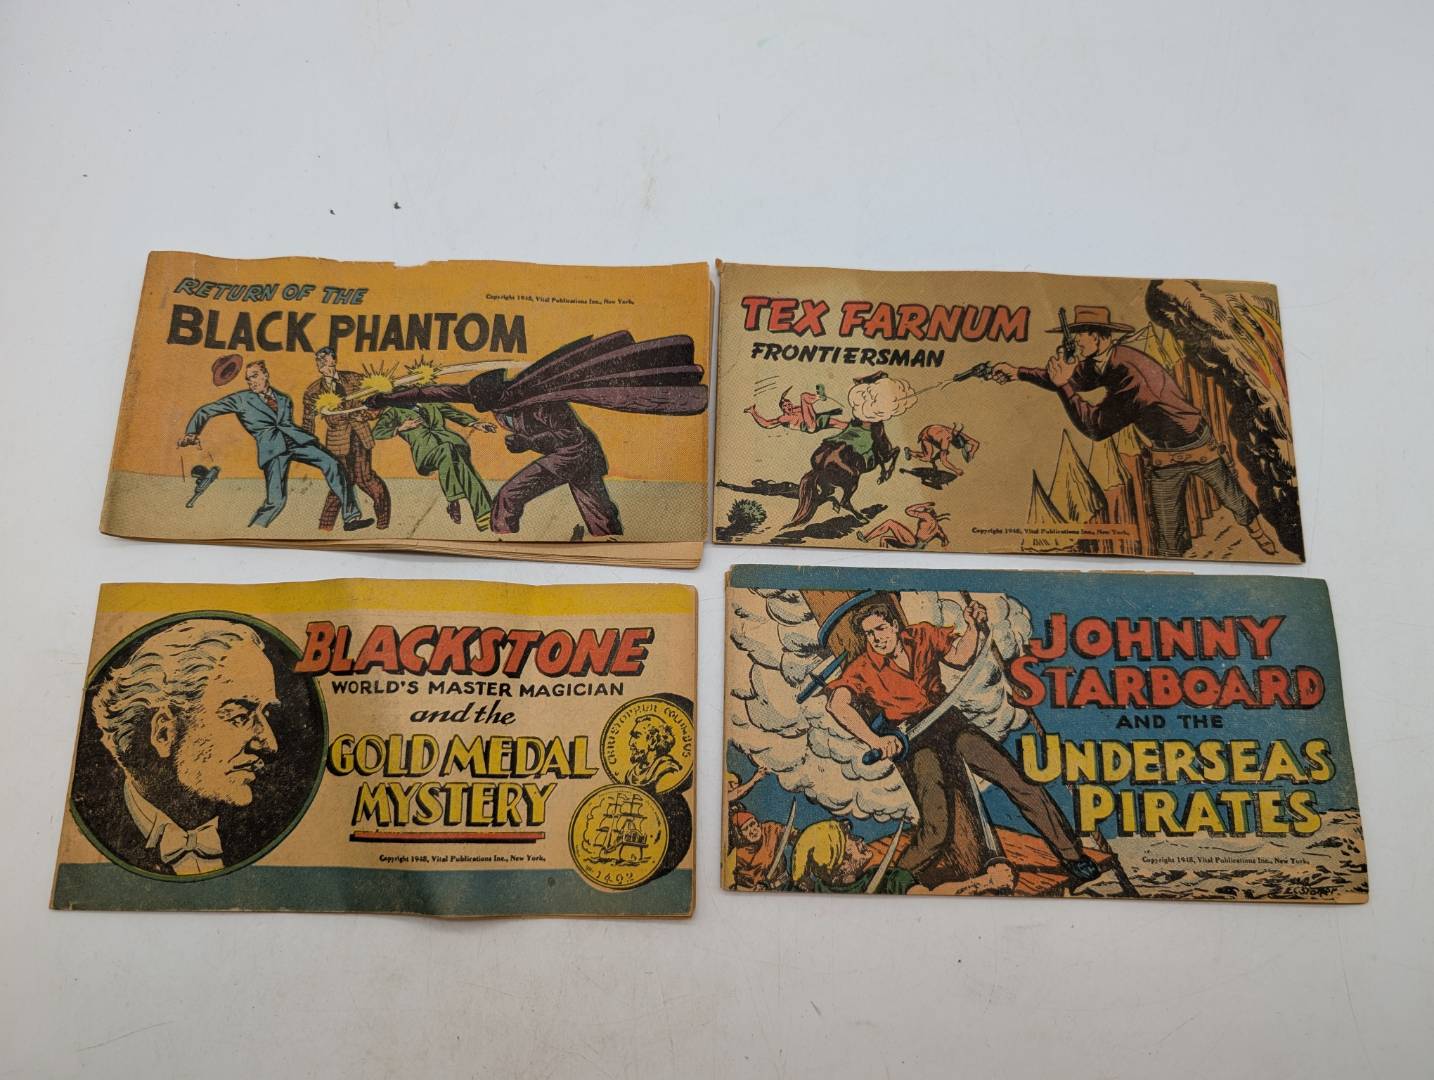 RETURN OF THE
BLACK PHANTOM
Copyright 1948, Vital Publications Inc., New York.
TEX FARNUM
FRONTIERSMAN
Copyright 1948, Vital Publications Inc., New York.
BLACKSTONE
WORLD'S MASTER MAGICIAN
and the
GOLD MEDAL
MYSTERY
CHRISTOPHER COLUMBUS
1492
Copyright 1948, Vital Publications Inc., New York.
JOHNNY
STARBOARD
AND THE
UNDERSEAS
PIRATES
Copyright 1948, Vital Publications Inc., New York.